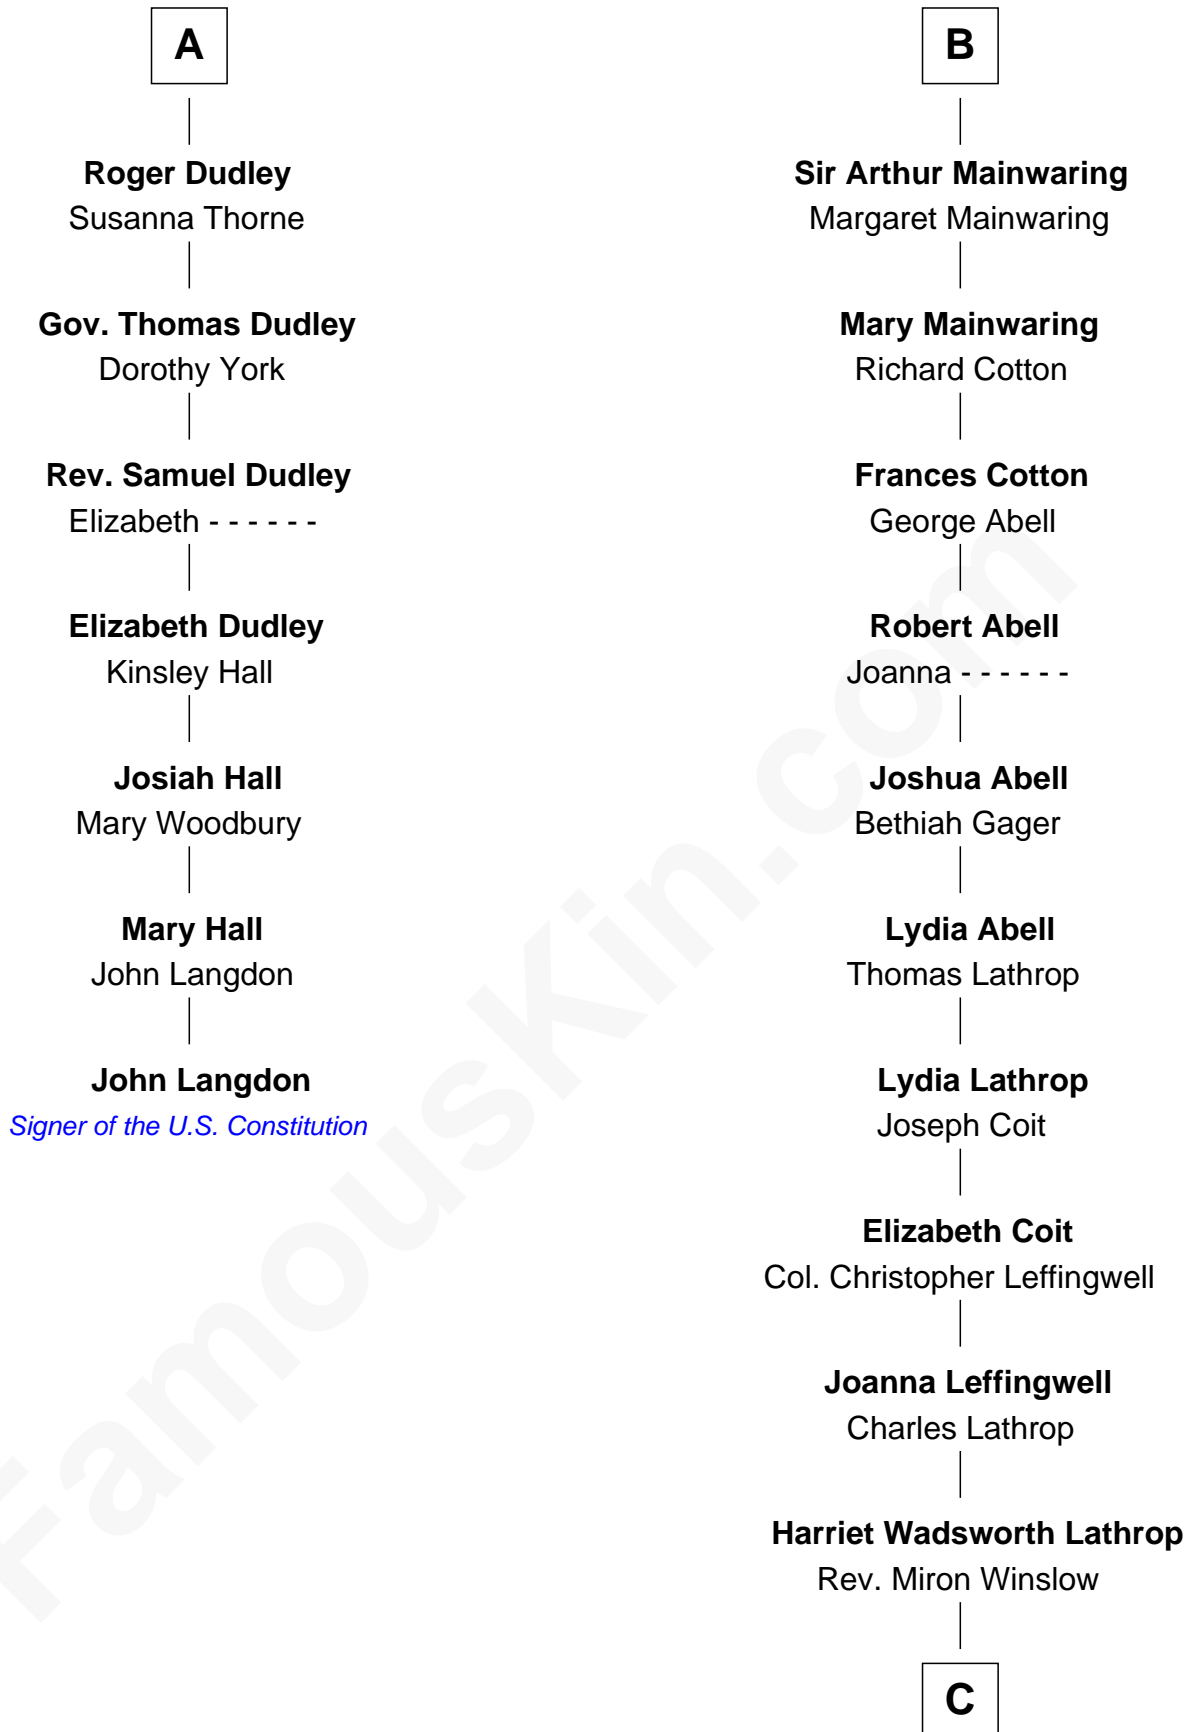 A
Roger Dudley
Susanna Thorne
Gov. Thomas Dudley
Dorothy York
Rev. Samuel Dudley
Elizabeth - - - - - -
Elizabeth Dudley
Kinsley Hall
Josiah Hall
Mary Woodbury
Mary Hall
John Langdon
John Langdon
Signer of the U.S. Constitution
B
Sir Arthur Mainwaring
Margaret Mainwaring
Mary Mainwaring
Richard Cotton
Frances Cotton
George Abell
Robert Abell
Joanna - - - - - -
Joshua Abell
Bethiah Gager
Lydia Abell
Thomas Lathrop
Lydia Lathrop
Joseph Coit
Elizabeth Coit
Col. Christopher Leffingwell
Joanna Leffingwell
Charles Lathrop
Harriet Wadsworth Lathrop
Rev. Miron Winslow
C
FamousKin.com